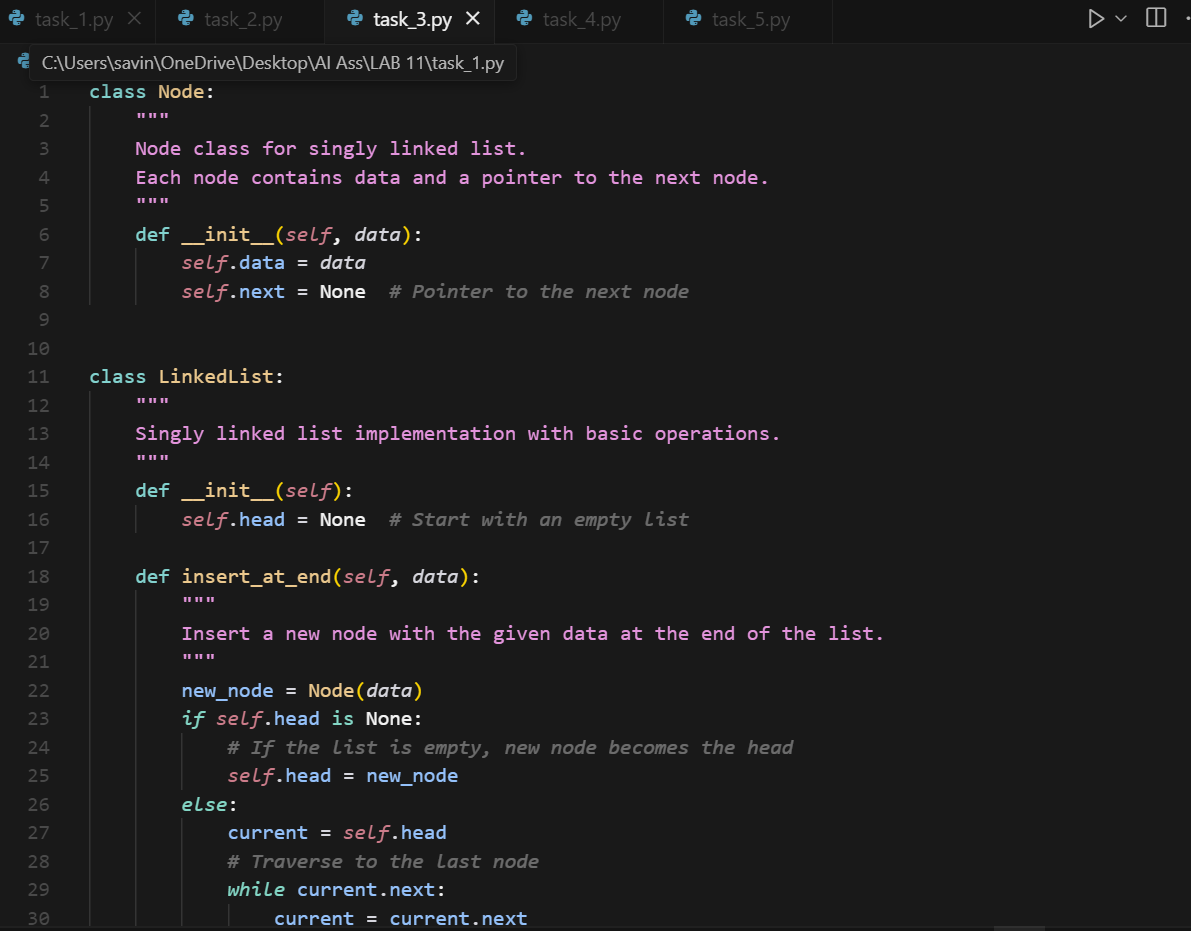 task_1.py task_2.py task_3.py task_4.py task_5.py
C:\Users\savin\OneDrive\Desktop\AI Ass\LAB 11\task_1.py
1 class Node:
2     """
3     Node class for singly linked list.
4     Each node contains data and a pointer to the next node.
5     """
6     def __init__(self, data):
7         self.data = data
8         self.next = None  # Pointer to the next node
9
10
11 class LinkedList:
12     """
13     Singly linked list implementation with basic operations.
14     """
15     def __init__(self):
16         self.head = None  # Start with an empty list
17
18     def insert_at_end(self, data):
19         """
20         Insert a new node with the given data at the end of the list.
21         """
22         new_node = Node(data)
23         if self.head is None:
24             # If the list is empty, new node becomes the head
25             self.head = new_node
26         else:
27             current = self.head
28             # Traverse to the last node
29             while current.next:
30                 current = current.next